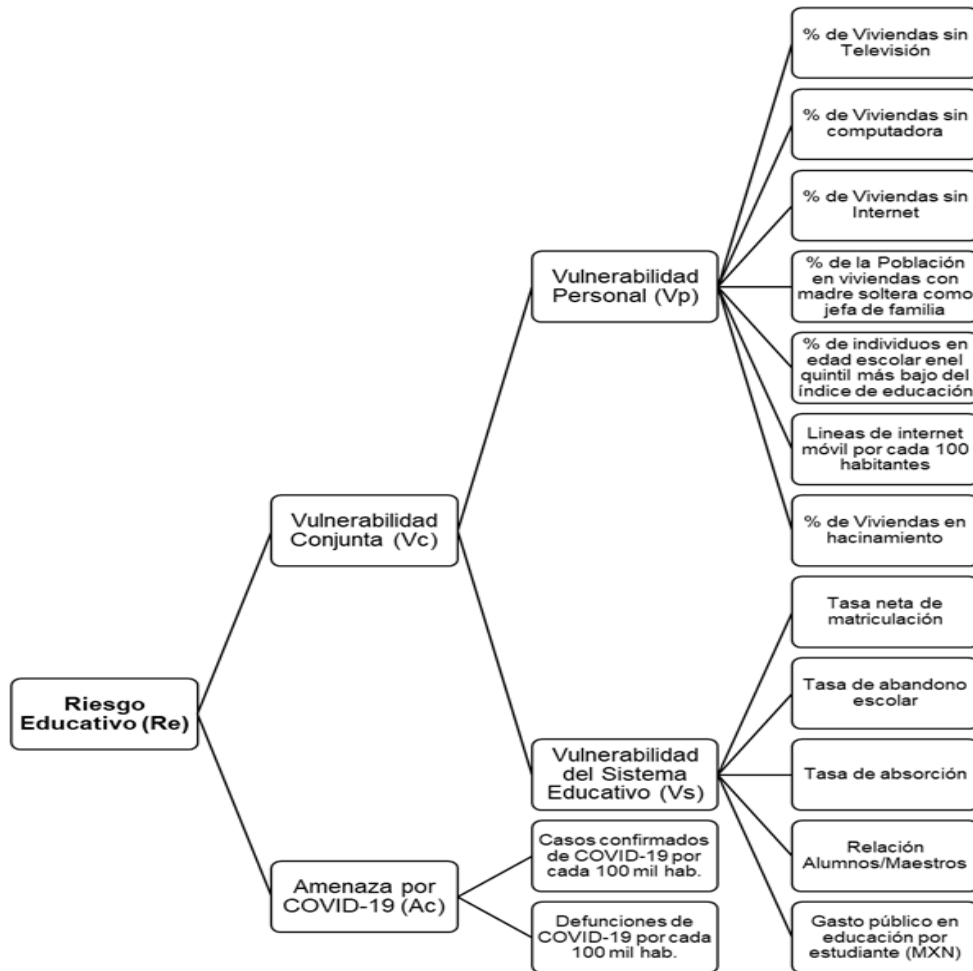 % de Viviendas sin
Televisión
% de Viviendas sin
computadora
% de Viviendas sin
Internet
% de la Población
en viviendas con
madre soltera como
jefa de familia
% de individuos en
edad escolar enel
quintil más bajo del
índice de educación
Lineas de internet
móvil por cada 100
habitantes
% de Viviendas en
hacinamiento
Vulnerabilidad
Personal (Vp)
Vulnerabilidad
Conjunta (Vc)
Tasa neta de
matriculación
Tasa de abandono
escolar
Tasa de absorción
Relación
Alumnos/Maestros
Gasto público en
educación por
estudiante (MXN)
Vulnerabilidad
del Sistema
Educativo (Vs)
Riesgo
Educativo (Re)
Casos confirmados
de COVID-19 por
cada 100 mil hab.
Amenaza por
COVID-19 (Ac)
Defunciones de
COVID-19 por cada
100 mil hab.